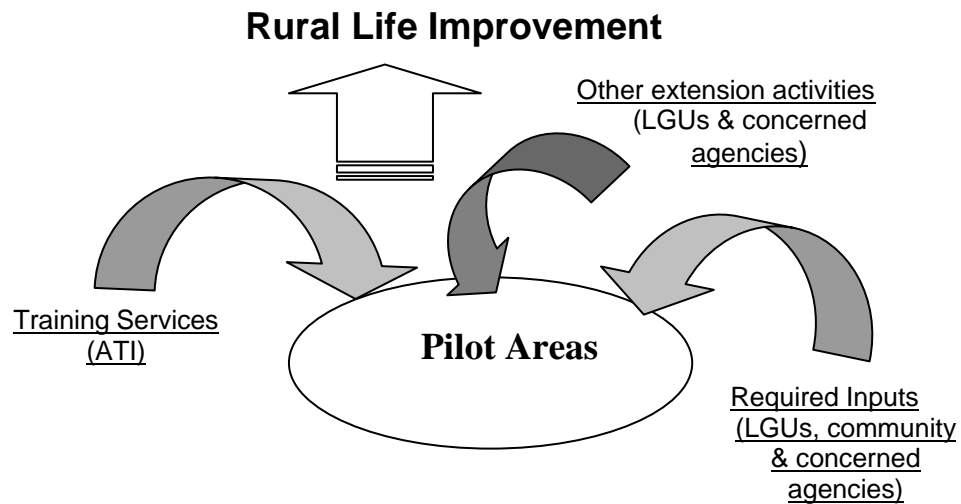 Rural Life Improvement
Other extension activities
(LGUs & concerned
agencies)
Training Services
(ATI)
Pilot Areas
Required Inputs
(LGUs, community
& concerned
agencies)